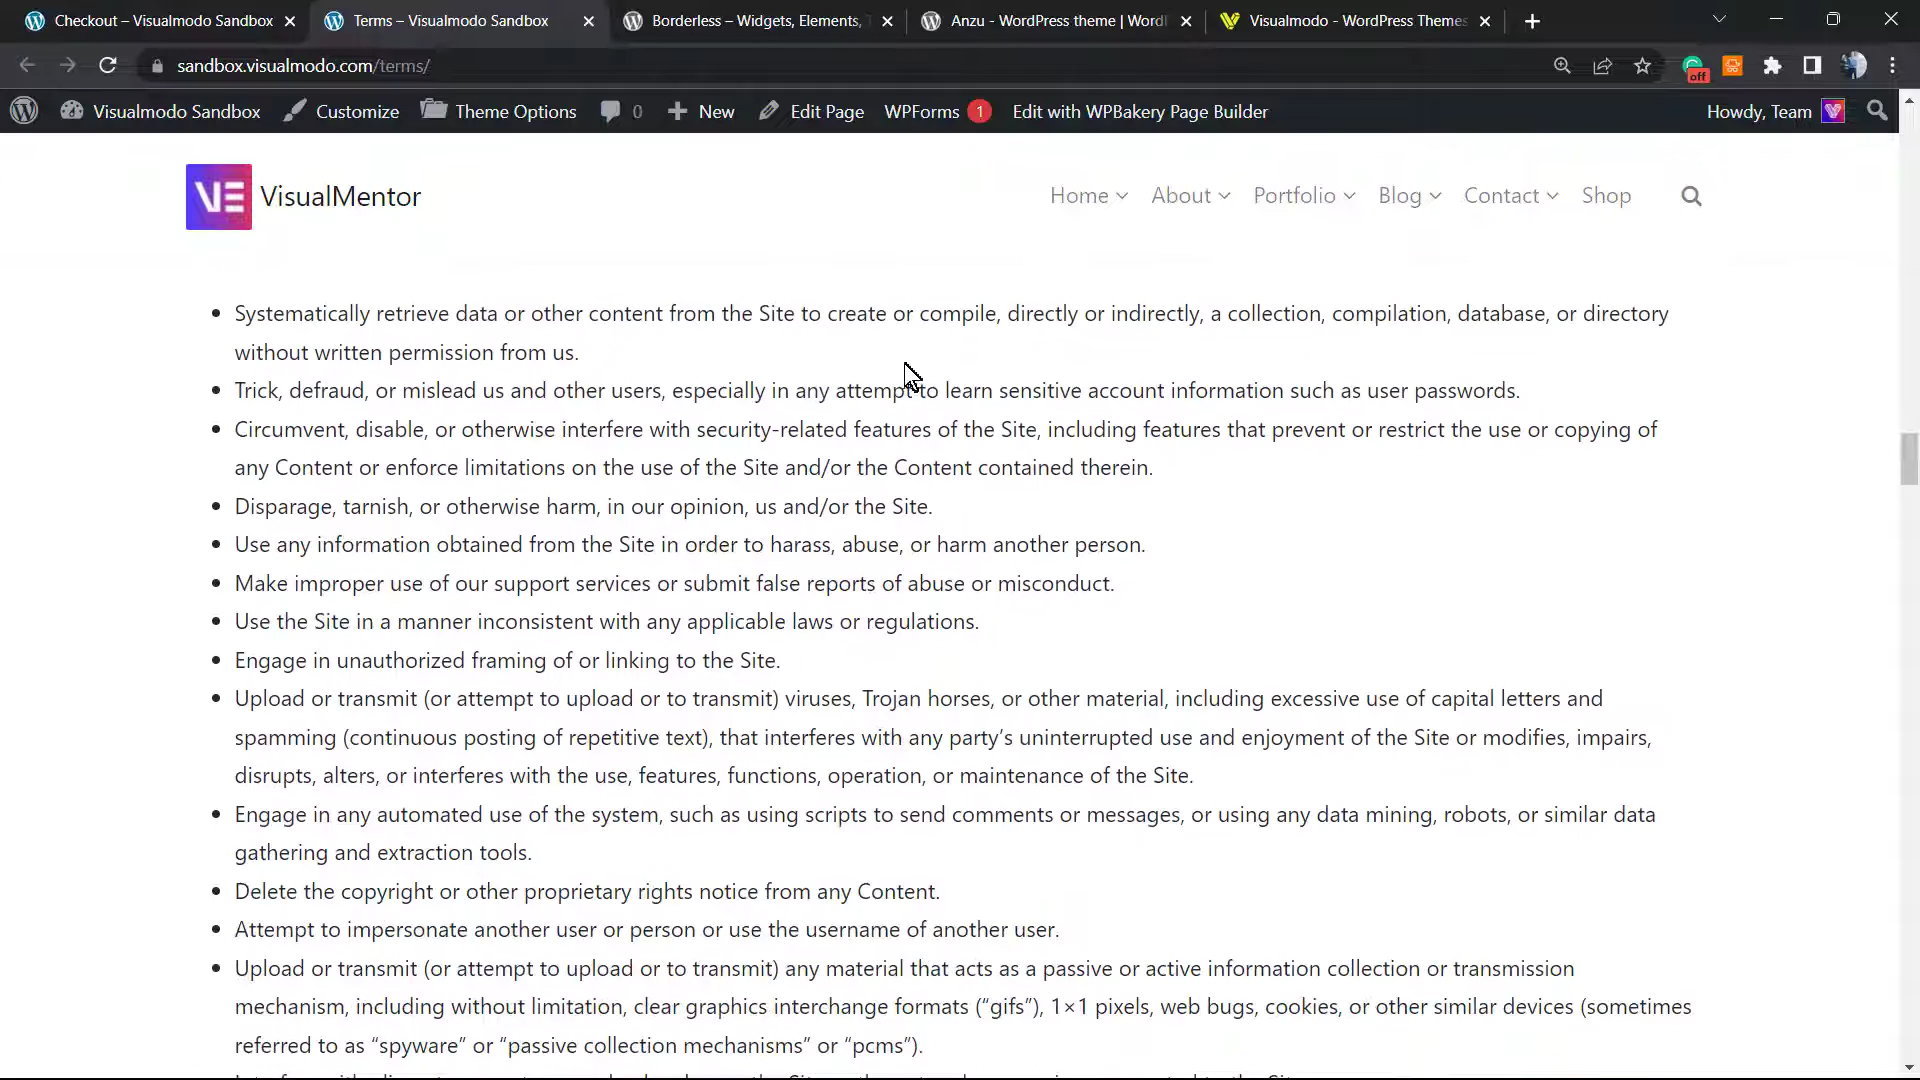 Checkout – Visualmodo Sandbox
Terms – Visualmodo Sandbox
Borderless – Widgets, Elements,
Anzu - WordPress theme | Word
Visualmodo - WordPress Themes
sandbox.visualmodo.com/terms/
off
Visualmodo Sandbox
Customize
Theme Options
0
New
Edit Page
WPForms 1
Edit with WPBakery Page Builder
Howdy, Team
VisualMentor
Home
About
Portfolio
Blog
Contact
Shop
• Systematically retrieve data or other content from the Site to create or compile, directly or indirectly, a collection, compilation, database, or directory
without written permission from us.
• Trick, defraud, or mislead us and other users, especially in any attempt to learn sensitive account information such as user passwords.
• Circumvent, disable, or otherwise interfere with security-related features of the Site, including features that prevent or restrict the use or copying of
any Content or enforce limitations on the use of the Site and/or the Content contained therein.
• Disparage, tarnish, or otherwise harm, in our opinion, us and/or the Site.
• Use any information obtained from the Site in order to harass, abuse, or harm another person.
• Make improper use of our support services or submit false reports of abuse or misconduct.
• Use the Site in a manner inconsistent with any applicable laws or regulations.
• Engage in unauthorized framing of or linking to the Site.
• Upload or transmit (or attempt to upload or to transmit) viruses, Trojan horses, or other material, including excessive use of capital letters and
spamming (continuous posting of repetitive text), that interferes with any party’s uninterrupted use and enjoyment of the Site or modifies, impairs,
disrupts, alters, or interferes with the use, features, functions, operation, or maintenance of the Site.
• Engage in any automated use of the system, such as using scripts to send comments or messages, or using any data mining, robots, or similar data
gathering and extraction tools.
• Delete the copyright or other proprietary rights notice from any Content.
• Attempt to impersonate another user or person or use the username of another user.
• Upload or transmit (or attempt to upload or to transmit) any material that acts as a passive or active information collection or transmission
mechanism, including without limitation, clear graphics interchange formats (“gifs”), 1×1 pixels, web bugs, cookies, or other similar devices (sometimes
referred to as “spyware” or “passive collection mechanisms” or “pcms”).